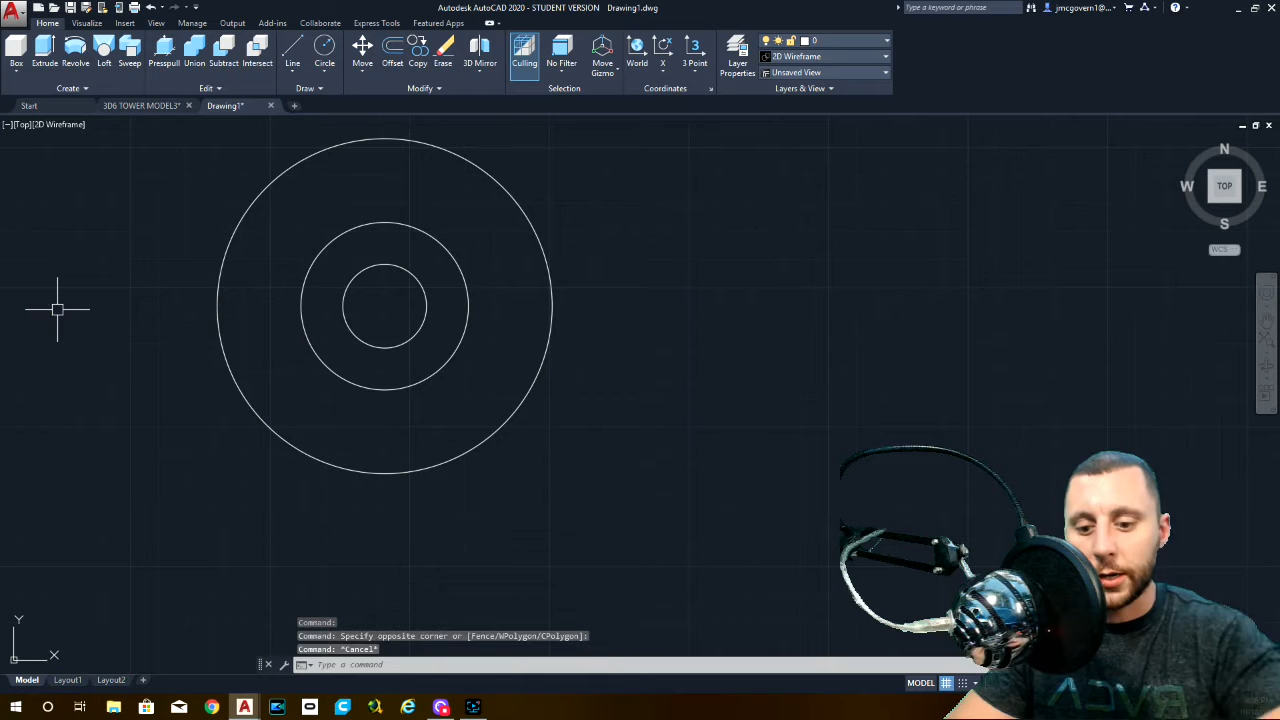 Autodesk AutoCAD 2020 - STUDENT VERSION Drawing1.dwg
Type a keyword or phrase
jmcgovern1@...
Home Visualize Insert View Manage Output Add-ins Collaborate Express Tools Featured Apps
Box Extrude Revolve Loft Sweep Presspull Union Subtract Intersect Line Circle Move Offset Copy Erase 3D Mirror Culling No Filter Move Gizmo World X 3 Point Layer Properties
0
2D Wireframe
Unsaved View
Create Edit Draw Modify Selection Coordinates Layers & View
Start 3D6 TOWER MODEL3* Drawing1*
[−][Top][2D Wireframe]
N
W TOP E
S
WCS
Y
X
Command:
Command: Specify opposite corner or [Fence/WPolygon/CPolygon]:
Command: *Cancel*
Type a command
Model Layout1 Layout2 +
MODEL